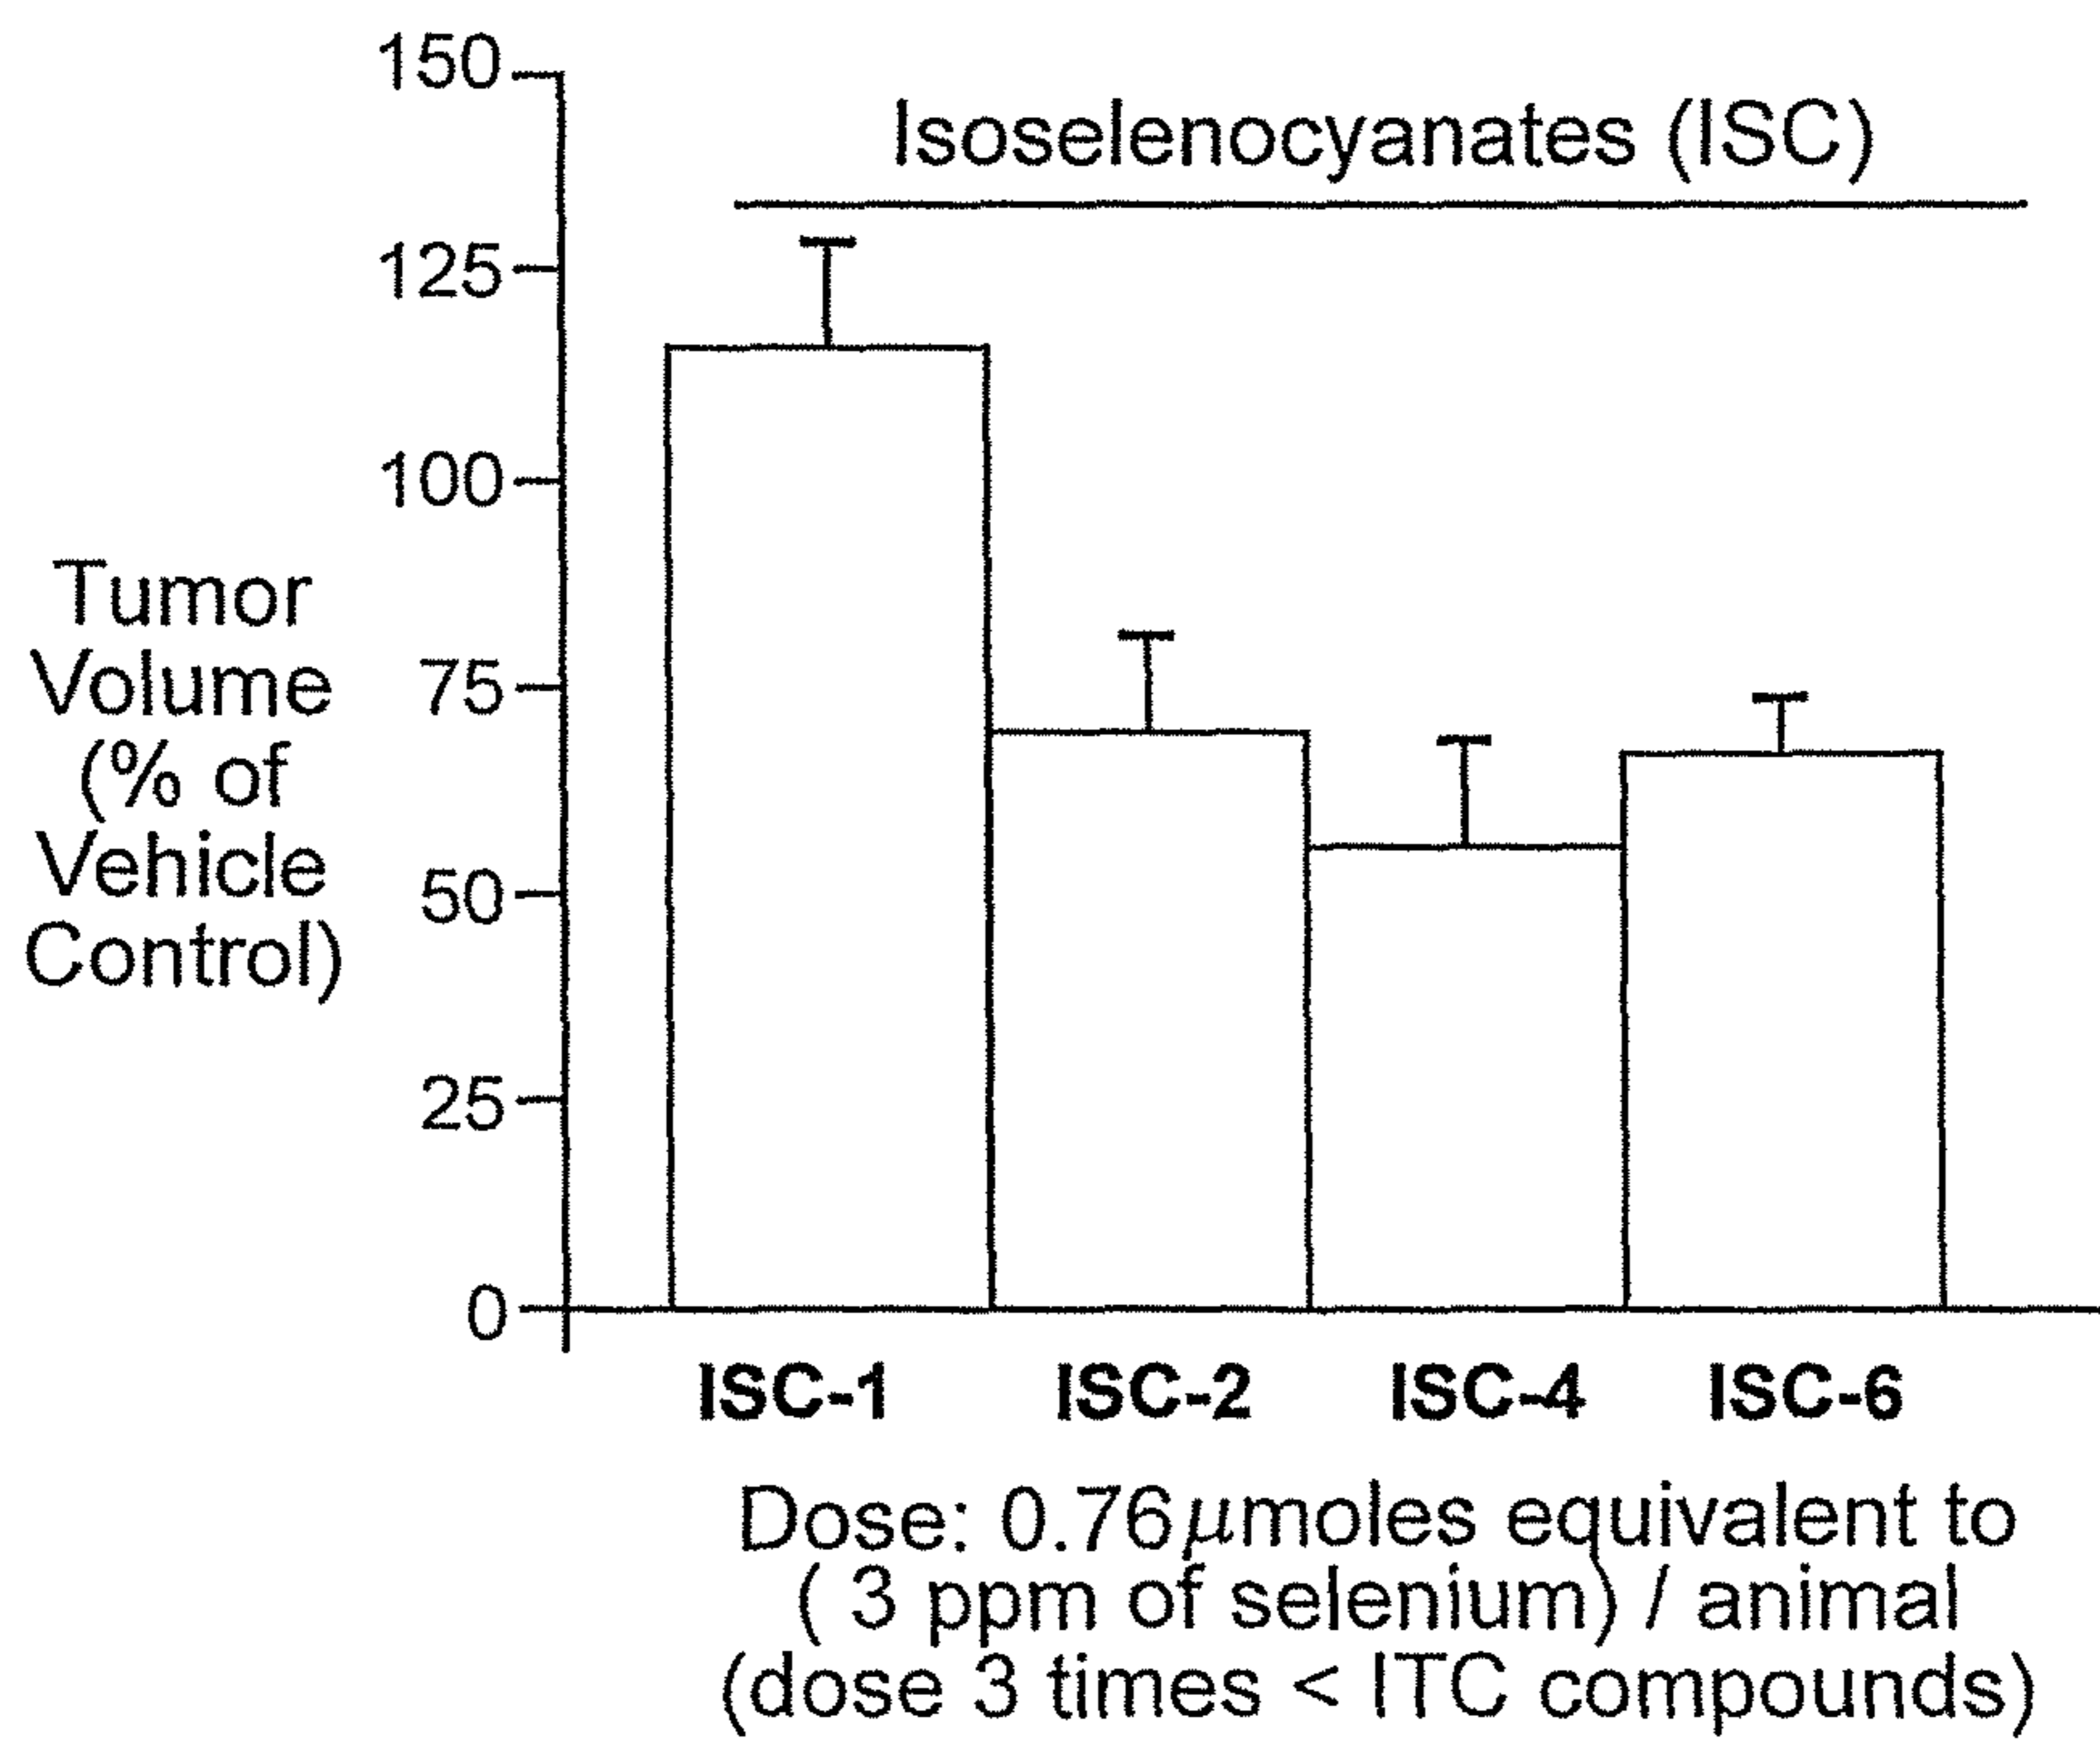 150
Isoselenocyanates (ISC)
125
100
75
50
25
0
Tumor
Volume
(% of
Vehicle
Control)
ISC-1 ISC-2 ISC-4 ISC-6
Dose: 0.76μmoles equivalent to
( 3 ppm of selenium) / animal
(dose 3 times < ITC compounds)